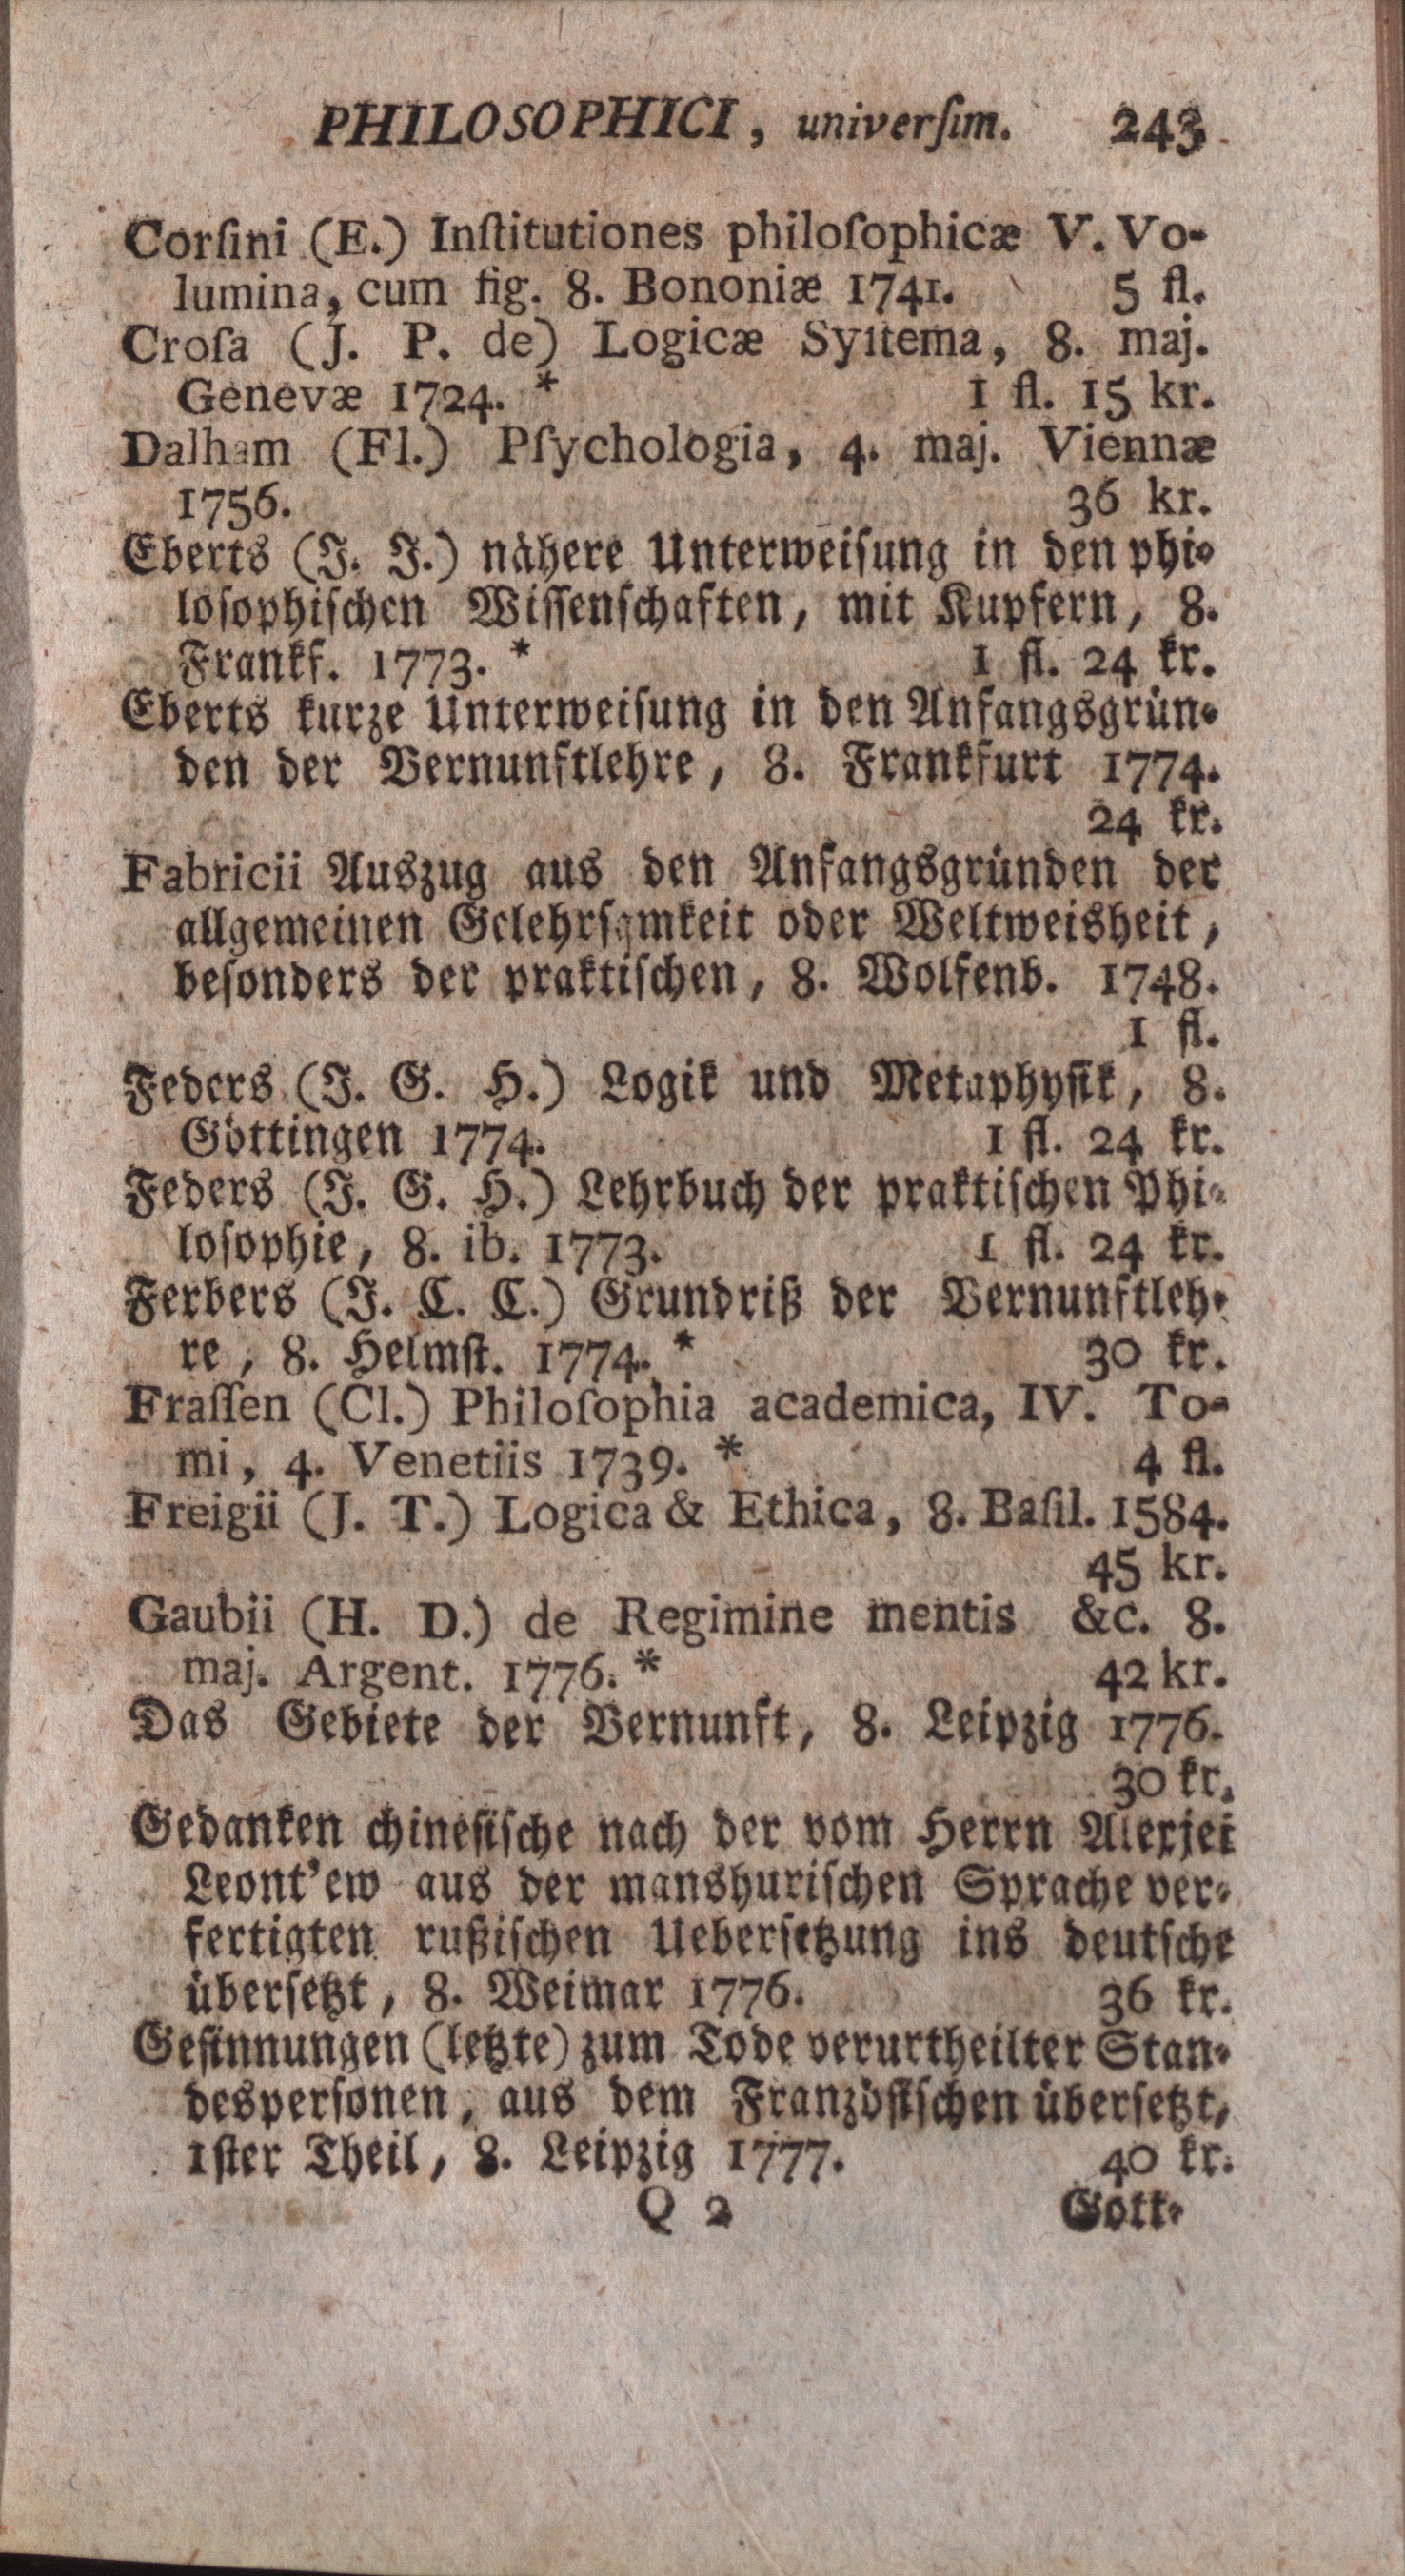 PHILOSOPHICI, univerſim. 243
Corſini (E.) Inſtitutiones philoſophicæ V. Vo-
lumina, cum fig. 8. Bononiæ 1741. 5 fl.
Croſa (J. P. de) Logicæ Syſtema, 8. maj.
Genevæ 1724. * 1 fl. 15 kr.
Dalham (Fl.) Pſychologia, 4. maj. Viennæ
1756. 36 kr.
Eberts (J. J.) nähere Unterweiſung in den phi-
loſophiſchen Wiſſenſchaften, mit Kupfern, 8.
Frankf. 1773. * 1 fl. 24 kr.
Eberts kurze Unterweiſung in den Anfangsgrün-
den der Vernunftlehre, 8. Frankfurt 1774.
24 kr.
Fabricii Auszug aus den Anfangsgründen der
allgemeinen Gelehrſamkeit oder Weltweisheit,
beſonders der praktiſchen, 8. Wolfenb. 1748.
1 fl.
Feders (J. G. H.) Logik und Metaphyſik, 8.
Göttingen 1774. 1 fl. 24 kr.
Feders (J. G. H.) Lehrbuch der praktiſchen Phi-
loſophie, 8. ib. 1773. 1 fl. 24 kr.
Ferbers (J. C. C.) Grundriß der Vernunftleh-
re, 8. Helmſt. 1774. * 30 kr.
Fraſſen (Cl.) Philoſophia academica, IV. To-
mi, 4. Venetiis 1739. * 4 fl.
Freigii (J. T.) Logica & Ethica, 8. Baſil. 1584.
45 kr.
Gaubii (H. D.) de Regimine mentis &c. 8.
maj. Argent. 1776. * 42 kr.
Das Gebiete der Vernunft, 8. Leipzig 1776.
30 kr.
Gedanken chineſiſche nach der vom Herrn Alexjei
Leont'ew aus der manshuriſchen Sprache ver-
fertigten rußiſchen Ueberſetzung ins deutſche
überſetzt, 8. Weimar 1776. 36 kr.
Geſinnungen (letzte) zum Tode verurtheilter Stan-
desperſonen, aus dem Franzöſiſchen überſetzt,
1ſter Theil, 8. Leipzig 1777. 40 kr.
Q 2 Gott-